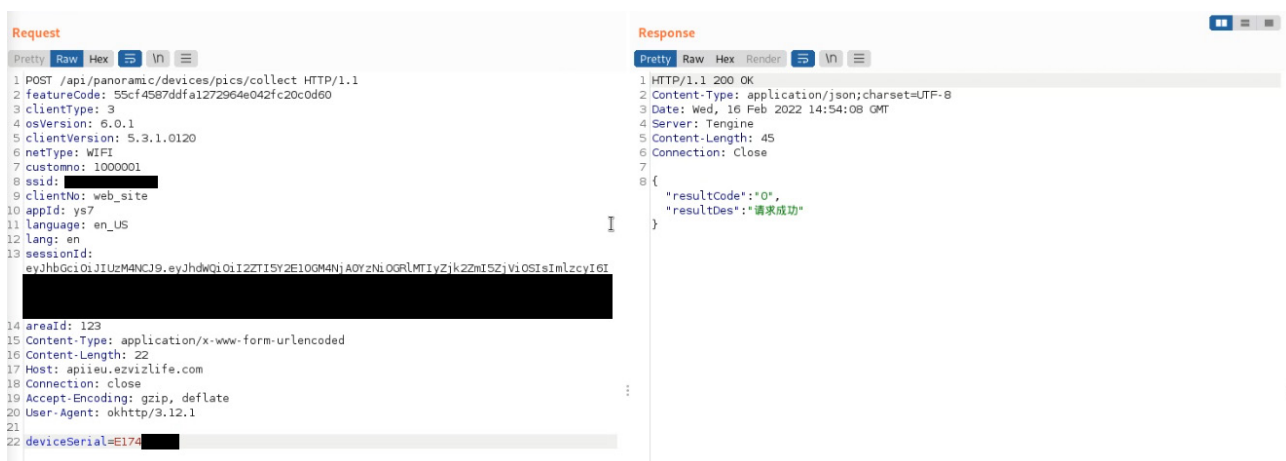 Request
Pretty Raw Hex \n
1 POST /api/panoramic/devices/pics/collect HTTP/1.1
2 featureCode: 55cf4587ddfa1272964e042fc20c0d60
3 clientType: 3
4 osVersion: 6.0.1
5 clientVersion: 5.3.1.0120
6 netType: WIFI
7 customno: 1000001
8 ssid:
9 clientNo: web_site
10 appId: ys7
11 language: en_US
12 lang: en
13 sessionId:
eyJhbGciOiJIUzM4NCJ9.eyJhdWQiOiI2ZTI5Y2E1OGM4NjA0YzNiOGRlMTIyZjk2ZmI5ZjViOSIsImlzcyI6I
14 areaId: 123
15 Content-Type: application/x-www-form-urlencoded
16 Content-Length: 22
17 Host: apiieu.ezvizlife.com
18 Connection: close
19 Accept-Encoding: gzip, deflate
20 User-Agent: okhttp/3.12.1
21
22 deviceSerial=E174
Response
Pretty Raw Hex Render \n
1 HTTP/1.1 200 OK
2 Content-Type: application/json;charset=UTF-8
3 Date: Wed, 16 Feb 2022 14:54:08 GMT
4 Server: Tengine
5 Content-Length: 45
6 Connection: Close
7
8 {
"resultCode":"0",
"resultDes":"请求成功"
}